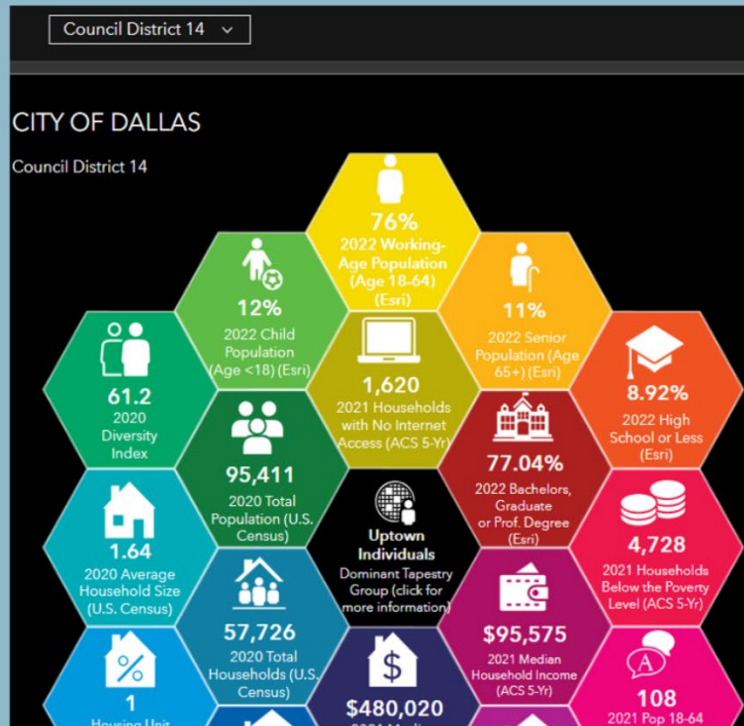 Council District 14
CITY OF DALLAS
Council District 14
76%
2022 Working-
Age Population
(Age 18-64)
(Esri)
12%
2022 Child
Population
(Age <18) (Esri)
11%
2022 Senior
Population (Age
65+) (Esri)
61.2
2020
Diversity
Index
1,620
2021 Households
with No Internet
Access (ACS 5-Yr)
8.92%
2022 High
School or Less
(Esri)
95,411
2020 Total
Population (U.S.
Census)
77.04%
2022 Bachelors,
Graduate
or Prof. Degree
(Esri)
1.64
2020 Average
Household Size
(U.S. Census)
Uptown
Individuals
Dominant Tapestry
Group (click for
more information)
4,728
2021 Households
Below the Poverty
Level (ACS 5-Yr)
57,726
2020 Total
Households (U.S.
Census)
$95,575
2021 Median
Household Income
(ACS 5-Yr)
%
1
Housing Unit
$
$480,020
2021 Median
A
108
2021 Pop 18-64